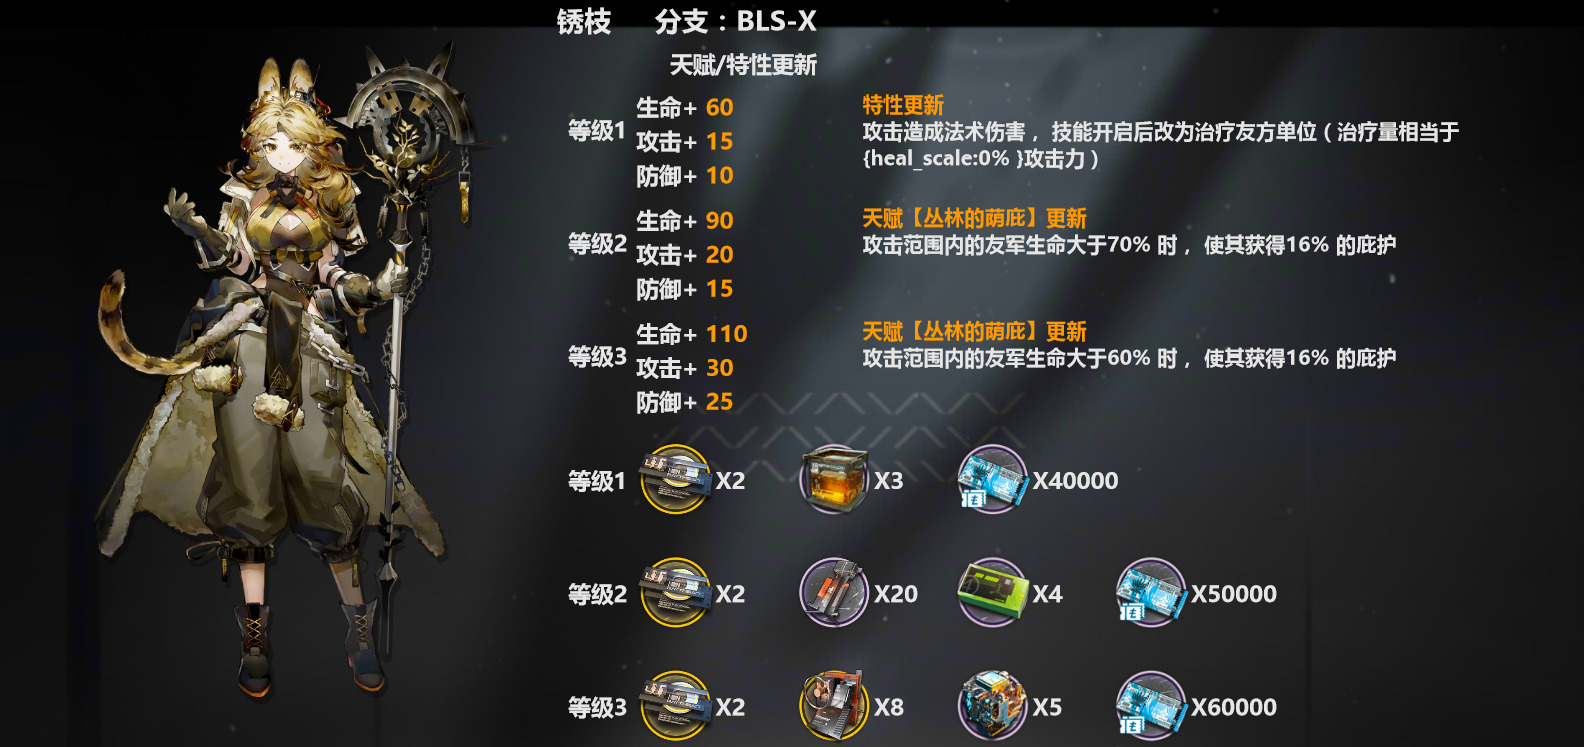 锈枝 分支：BLS-X
天赋/特性更新
等级1
生命+ 60
攻击+ 15
防御+ 10
特性更新
攻击造成法术伤害， 技能开启后改为治疗友方单位（治疗量相当于
{heal_scale:0% }攻击力）
等级2
生命+ 90
攻击+ 20
防御+ 15
天赋【丛林的萌庇】更新
攻击范围内的友军生命大于70% 时， 使其获得16% 的庇护
等级3
生命+ 110
攻击+ 30
防御+ 25
天赋【丛林的萌庇】更新
攻击范围内的友军生命大于60% 时， 使其获得16% 的庇护
等级1 X2 X3 X40000
等级2 X2 X20 X4 X50000
等级3 X2 X8 X5 X60000